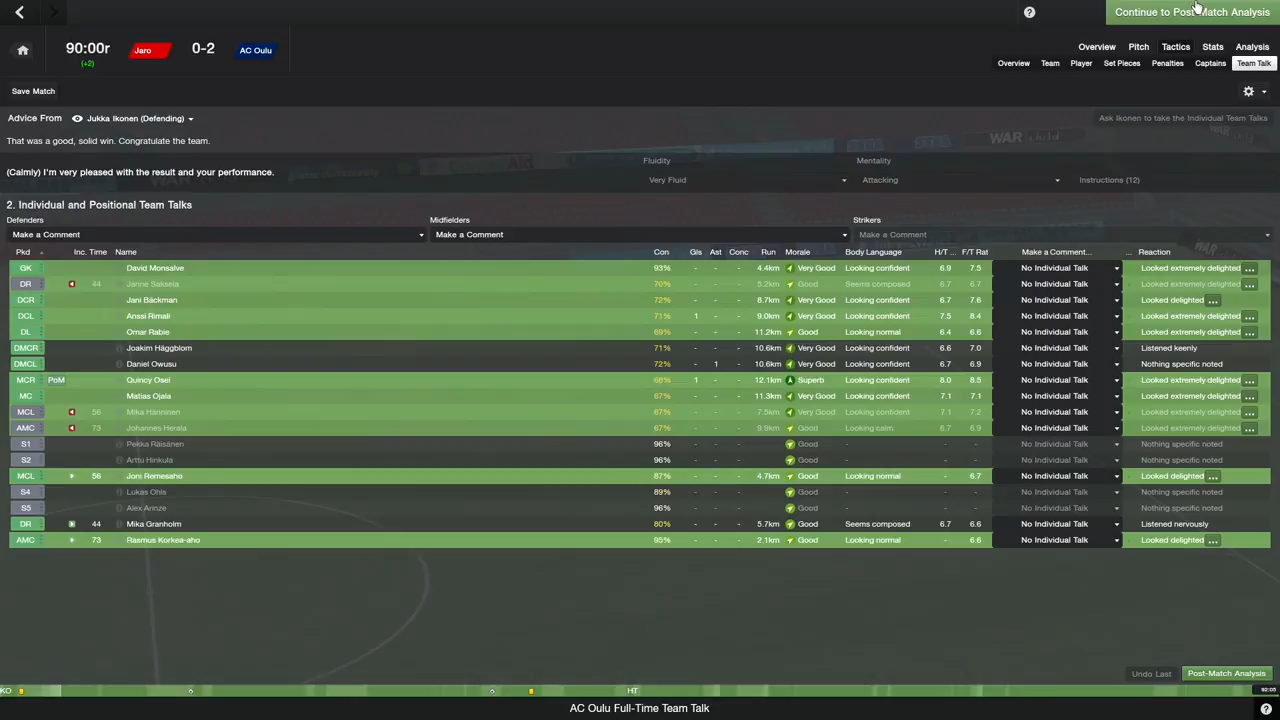 Continue to Post-Match Analysis
90:00r Jaro 0-2 AC Oulu
(+2)
Overview Pitch Tactics Stats Analysis
Overview Team Player Set Pieces Penalties Captains Team Talk
Save Match
Advice From Jukka Ikonen (Defending) Ask Ikonen to take the Individual Team Talks
That was a good, solid win. Congratulate the team.
WAR child
Fluidity Mentality
(Calmly) I'm very pleased with the result and your performance.
Very Fluid Attacking Instructions (12)
2. Individual and Positional Team Talks
Defenders Midfielders Strikers
Make a Comment Make a Comment Make a Comment
Pkd Inc. Time Name Con Gls Ast Conc Run Morale Body Language H/T ... F/T Rat Make a Comment... ... Reaction
GK David Monsalve 93% - - - 4.4km Very Good Looking confident 6.9 7.5 No Individual Talk Looked extremely delighted ...
DR 44 Janne Saksela 70% - - - 5.2km Good Seems composed 6.7 6.7 No Individual Talk Looked extremely delighted ...
DCR Jani Bäckman 72% - - - 8.7km Very Good Looking confident 6.7 7.6 No Individual Talk Looked delighted ...
DCL Anssi Rimali 71% 1 - - 9.0km Very Good Looking confident 7.5 8.4 No Individual Talk Looked extremely delighted ...
DL Omar Rabie 69% - - - 11.2km Good Looking normal 6.4 6.8 No Individual Talk Looked extremely delighted ...
DMCR Joakim Häggblom 71% - - - 10.6km Very Good Looking confident 6.6 7.0 No Individual Talk Listened keenly
DMCL Daniel Owusu 72% - 1 - 10.6km Very Good Looking confident 6.4 6.9 No Individual Talk Nothing specific noted
MCR PoM Quincy Osei 68% 1 - - 12.1km Superb Looking confident 8.0 8.5 No Individual Talk Looked extremely delighted ...
MC Matias Ojala 67% - - - 11.3km Very Good Looking confident 7.1 7.1 No Individual Talk Looked extremely delighted ...
MCL 56 Mika Hänninen 67% - - - 7.5km Very Good Looking confident 7.1 7.2 No Individual Talk Looked extremely delighted ...
AMC 73 Johannes Herala 67% - - - 9.9km Good Looking calm 6.7 6.9 No Individual Talk Looked extremely delighted ...
S1 Pekka Räisänen 96% - - - Good - - - No Individual Talk Nothing specific noted
S2 Arttu Hinkula 96% - - - Good - - - No Individual Talk Nothing specific noted
MCL 56 Joni Remesaho 87% - - - 4.7km Good Looking normal - 6.7 No Individual Talk Looked delighted ...
S4 Lukas Ohls 89% - - - Good - - - No Individual Talk Nothing specific noted
S5 Alex Arinze 96% - - - Good - - - No Individual Talk Nothing specific noted
DR 44 Mika Granholm 80% - - - 5.7km Good Seems composed 6.7 6.6 No Individual Talk Listened nervously
AMC 73 Rasmus Korkea-aho 95% - - - 2.1km Good Looking normal - 6.6 No Individual Talk Looked delighted ...
Undo Last Post-Match Analysis
KO HT 92:05
AC Oulu Full-Time Team Talk